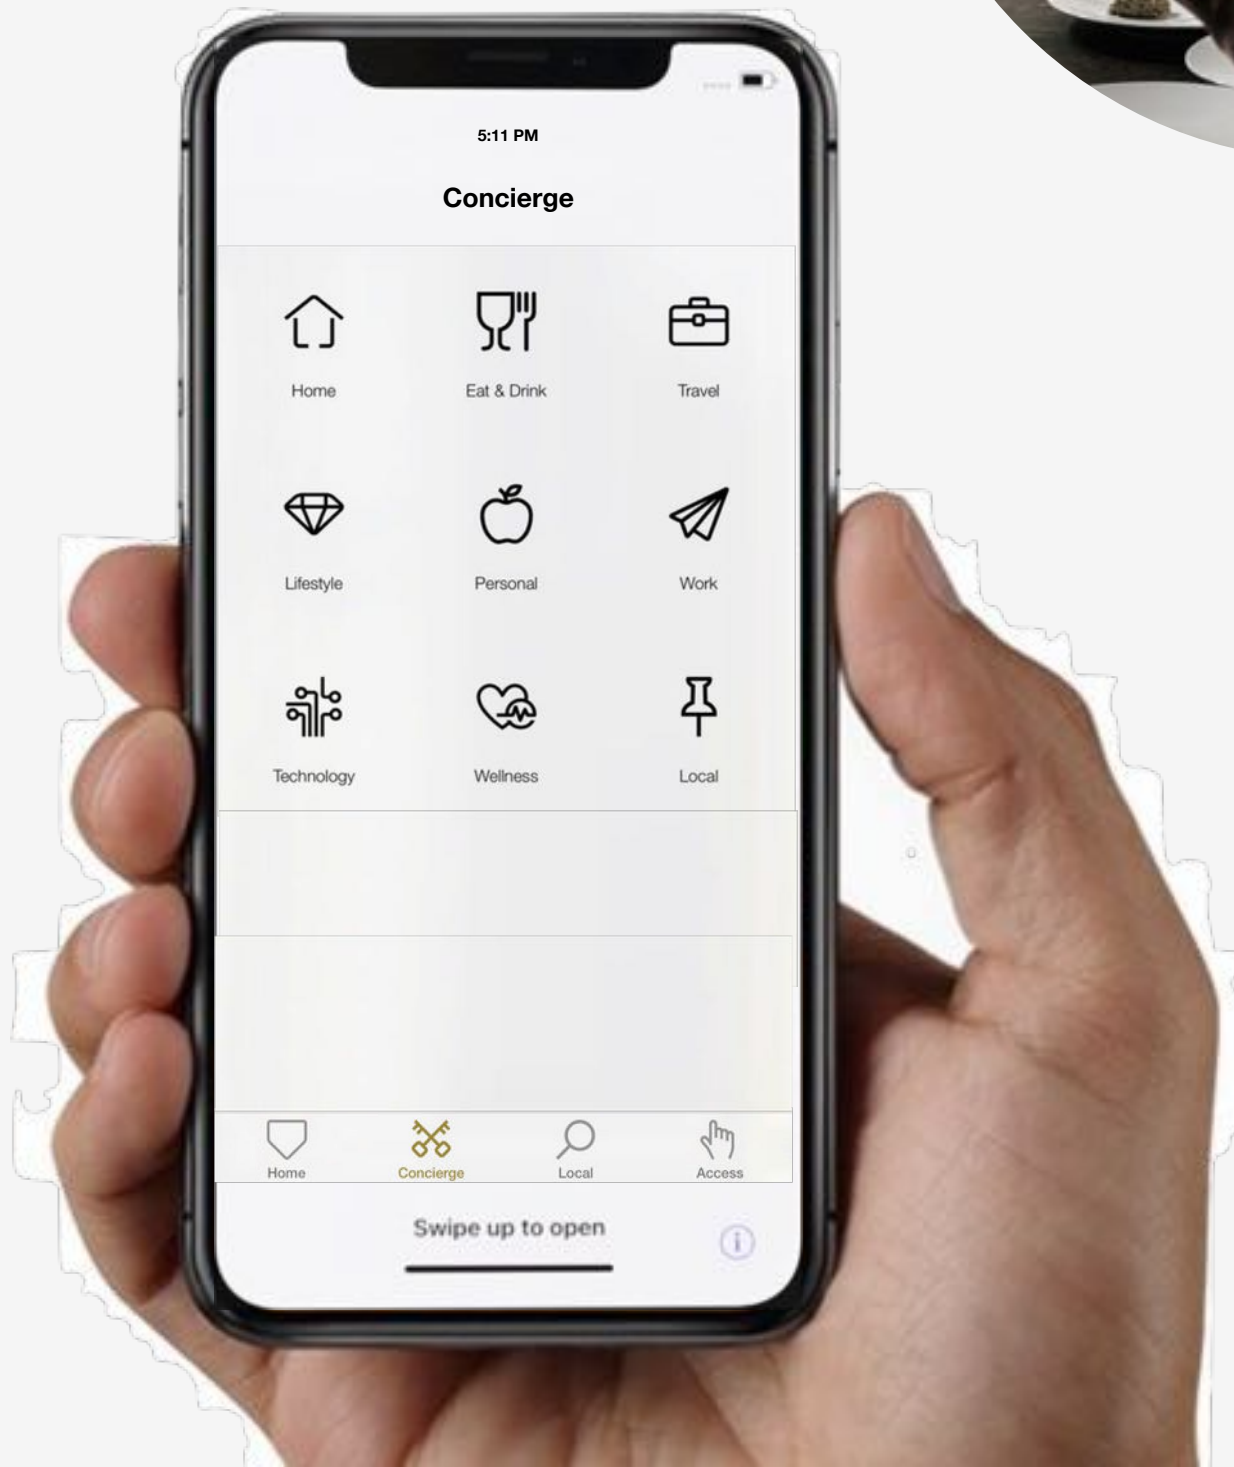 5:11 PM
Concierge
Home
Eat & Drink
Travel
Lifestyle
Personal
Work
Technology
Wellness
Local
Home
Concierge
Local
Access
Swipe up to open